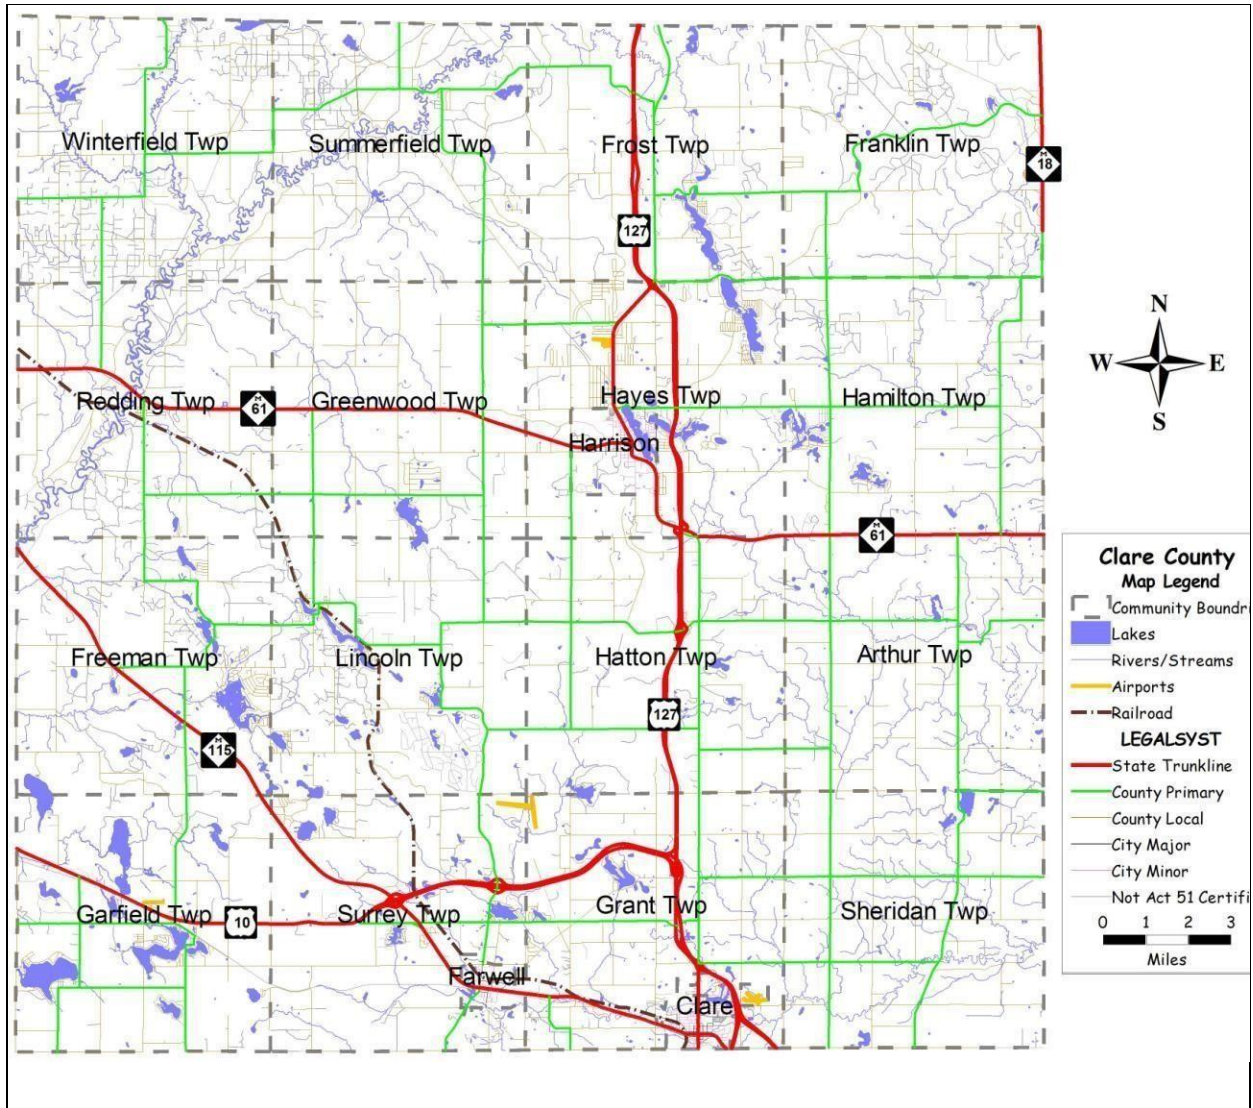 Winterfield Twp
Summerfield Twp
Frost Twp
Franklin Twp
M
18
127
N
W
E
S
Redding Twp
M
61
Greenwood Twp
Hayes Twp
Hamilton Twp
Harrison
M
61
Freeman Twp
Lincoln Twp
Hatton Twp
Arthur Twp
127
M
115
Garfield Twp
10
Surrey Twp
Grant Twp
Sheridan Twp
Farwell
Clare
Clare County
Map Legend
Community Boundri
Lakes
Rivers/Streams
Airports
Railroad
LEGALSYST
State Trunkline
County Primary
County Local
City Major
City Minor
Not Act 51 Certifi
0 1 2 3
Miles